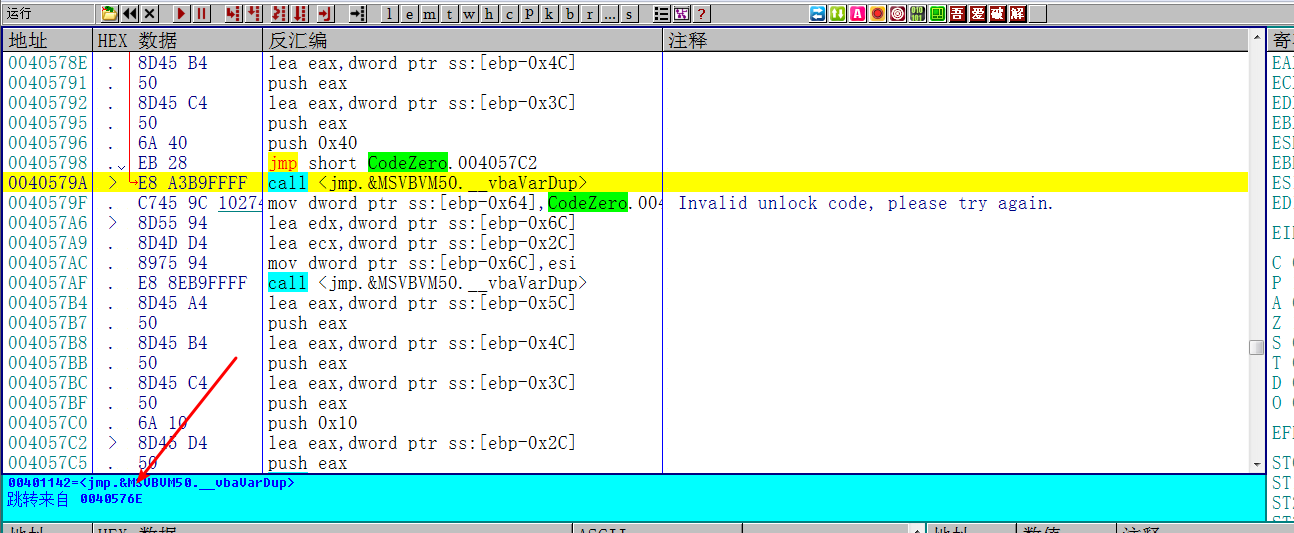 运行 l e m t w h c p k b r ... s ? 吾 爱 破 解
地址 HEX 数据 反汇编 注释
0040578E . 8D45 B4 lea eax,dword ptr ss:[ebp-0x4C] EA
00405791 . 50 push eax EC
00405792 . 8D45 C4 lea eax,dword ptr ss:[ebp-0x3C] ED
00405795 . 50 push eax EB
00405796 . 6A 40 push 0x40 ES
00405798 . EB 28 jmp short CodeZero.004057C2 EB
0040579A > E8 A3B9FFFF call <jmp.&MSVBVM50.__vbaVarDup> ES
0040579F . C745 9C 10274 mov dword ptr ss:[ebp-0x64],CodeZero.004 Invalid unlock code, please try again. ED
004057A6 > 8D55 94 lea edx,dword ptr ss:[ebp-0x6C]
004057A9 . 8D4D D4 lea ecx,dword ptr ss:[ebp-0x2C] EI
004057AC . 8975 94 mov dword ptr ss:[ebp-0x6C],esi C
004057AF . E8 8EB9FFFF call <jmp.&MSVBVM50.__vbaVarDup> P
004057B4 . 8D45 A4 lea eax,dword ptr ss:[ebp-0x5C] A
004057B7 . 50 push eax Z
004057B8 . 8D45 B4 lea eax,dword ptr ss:[ebp-0x4C] S
004057BB . 50 push eax T
004057BC . 8D45 C4 lea eax,dword ptr ss:[ebp-0x3C] D
004057BF . 50 push eax O
004057C0 . 6A 10 push 0x10
004057C2 > 8D45 D4 lea eax,dword ptr ss:[ebp-0x2C] EF
004057C5 . 50 push eax ST
00401142=<jmp.&MSVBVM50.__vbaVarDup> ST
跳转来自 0040576E ST
地址 HEX 数据 ASCII 地址 数值 注释